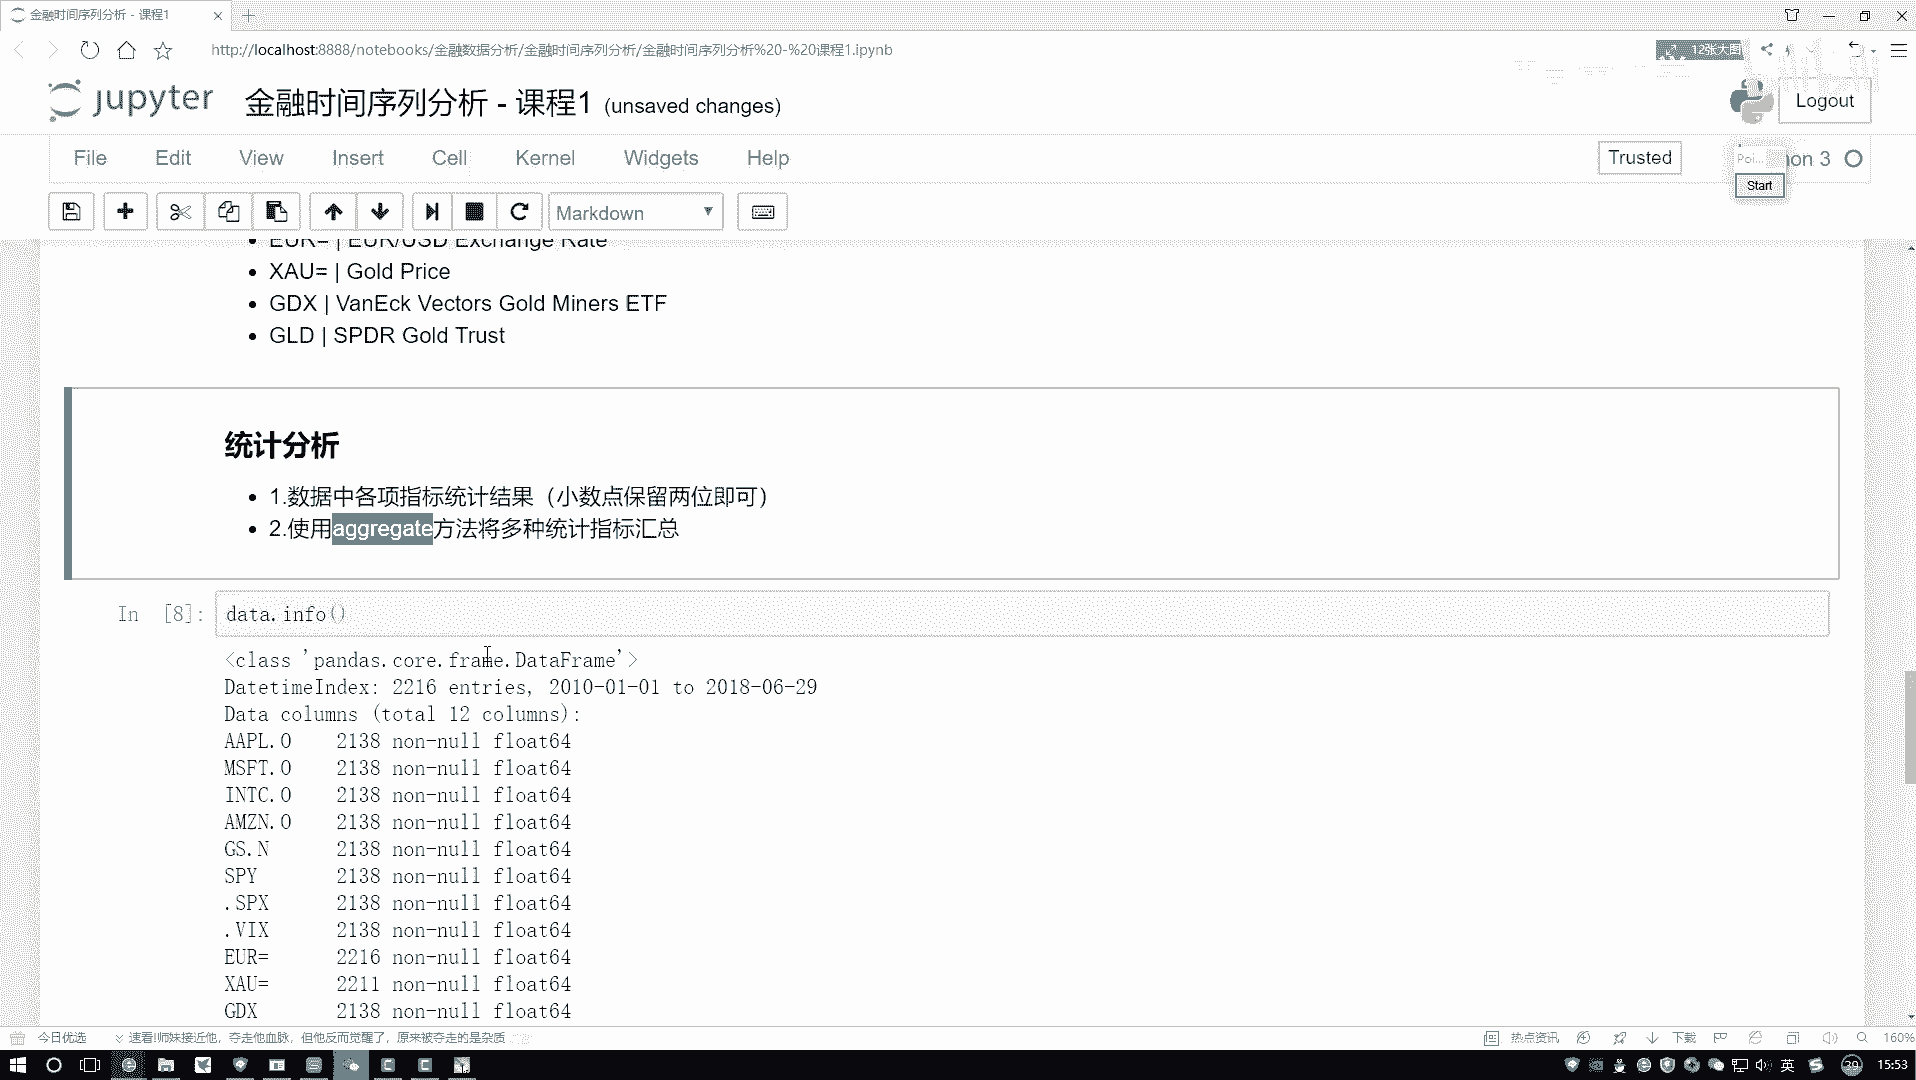 金融时间序列分析 - 课程1
http://localhost:8888/notebooks/金融数据分析/金融时间序列分析/金融时间序列分析%20-%20课程1.ipynb
12张大图
jupyter 金融时间序列分析 - 课程1 (unsaved changes)
Logout
File Edit View Insert Cell Kernel Widgets Help
Trusted
Poi... on 3
Start
Markdown
EUR= | EUR/USD Exchange Rate
XAU= | Gold Price
GDX | VanEck Vectors Gold Miners ETF
GLD | SPDR Gold Trust
统计分析
1.数据中各项指标统计结果（小数点保留两位即可）
2.使用aggregate方法将多种统计指标汇总
In [8]: data.info()
<class 'pandas.core.frame.DataFrame'>
DatetimeIndex: 2216 entries, 2010-01-01 to 2018-06-29
Data columns (total 12 columns):
AAPL.O 2138 non-null float64
MSFT.O 2138 non-null float64
INTC.O 2138 non-null float64
AMZN.O 2138 non-null float64
GS.N 2138 non-null float64
SPY 2138 non-null float64
.SPX 2138 non-null float64
.VIX 2138 non-null float64
EUR= 2216 non-null float64
XAU= 2211 non-null float64
GDX 2138 non-null float64
今日优选 速看!师妹接近他，夺走他血脉，但他反而觉醒了，原来被夺走的是杂质
热点资讯 下载 160%
英 39 15:53